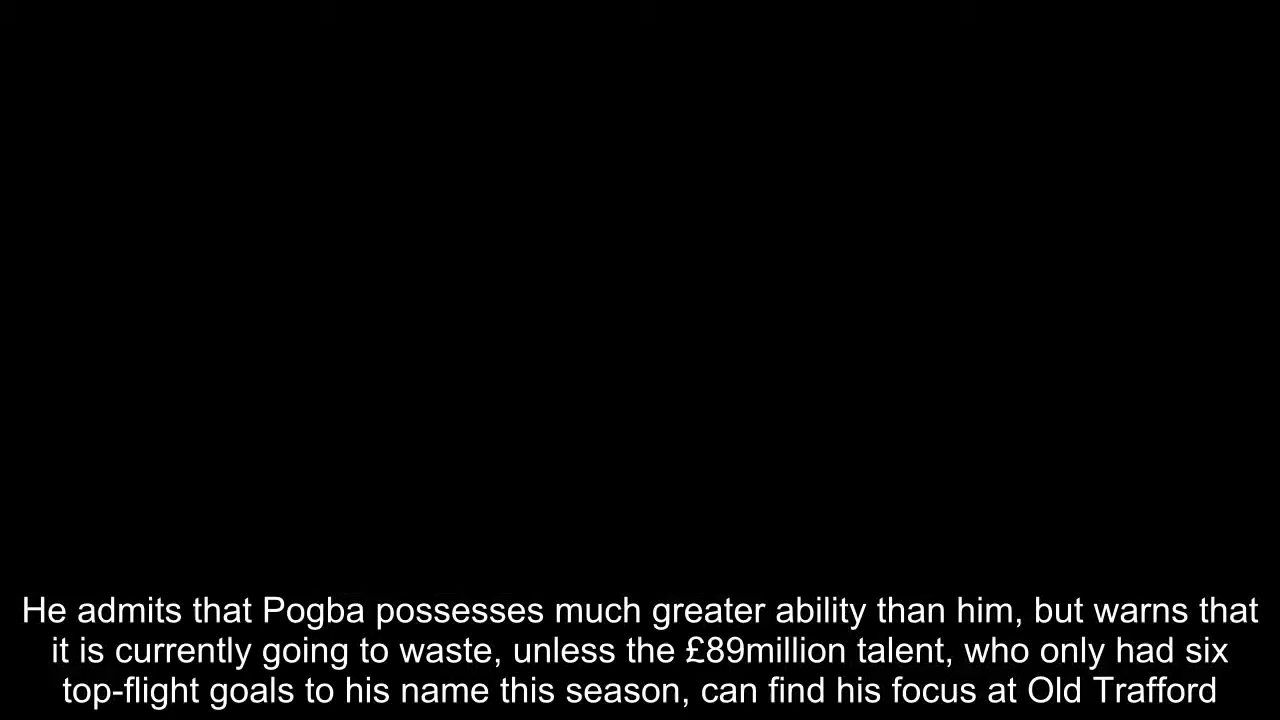 He admits that Pogba possesses much greater ability than him, but warns that
it is currently going to waste, unless the £89million talent, who only had six
top-flight goals to his name this season, can find his focus at Old Trafford